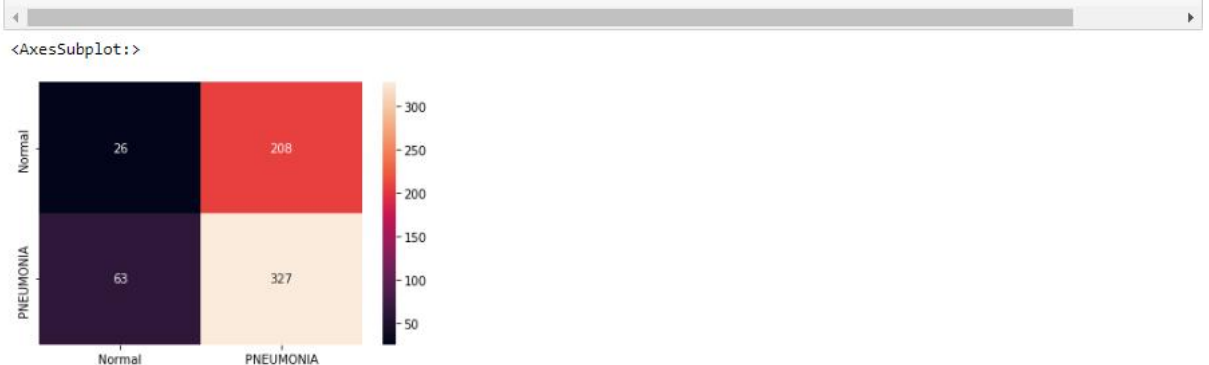 <AxesSubplot:>
Normal
26
208
PNEUMONIA
63
327
Normal
PNEUMONIA
300
250
200
150
100
50